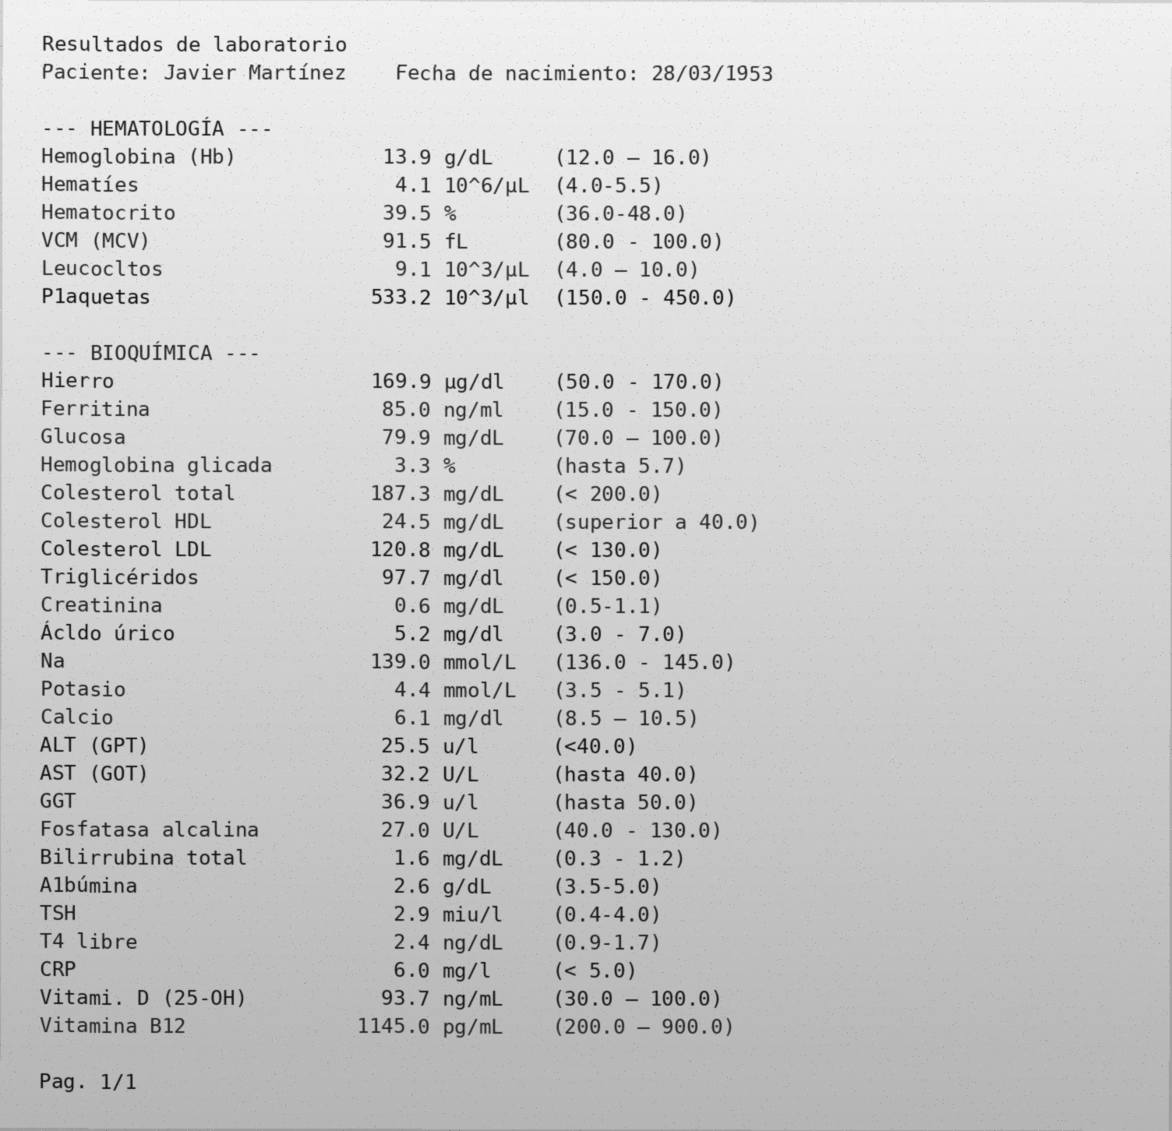 Resultados de laboratorio
Paciente: Javier Martínez    Fecha de nacimiento: 28/03/1953

--- HEMATOLOGÍA ---
Hemoglobina (Hb)            13.9 g/dL     (12.0 – 16.0)
Hematíes                     4.1 10^6/µL  (4.0-5.5)
Hematocrito                 39.5 %        (36.0-48.0)
VCM (MCV)                   91.5 fL       (80.0 - 100.0)
Leucocltos                   9.1 10^3/µL  (4.0 – 10.0)
P1aquetas                  533.2 10^3/µl  (150.0 - 450.0)

--- BIOQUÍMICA ---
Hierro                     169.9 µg/dl    (50.0 - 170.0)
Ferritina                   85.0 ng/ml    (15.0 - 150.0)
Glucosa                     79.9 mg/dL    (70.0 – 100.0)
Hemoglobina glicada          3.3 %        (hasta 5.7)
Colesterol total           187.3 mg/dL    (< 200.0)
Colesterol HDL              24.5 mg/dL    (superior a 40.0)
Colesterol LDL             120.8 mg/dL    (< 130.0)
Triglicéridos               97.7 mg/dl    (< 150.0)
Creatinina                   0.6 mg/dL    (0.5-1.1)
Ácldo úrico                  5.2 mg/dl    (3.0 - 7.0)
Na                         139.0 mmol/L   (136.0 - 145.0)
Potasio                      4.4 mmol/L   (3.5 - 5.1)
Calcio                       6.1 mg/dl    (8.5 – 10.5)
ALT (GPT)                   25.5 u/l      (<40.0)
AST (GOT)                   32.2 U/L      (hasta 40.0)
GGT                         36.9 u/l      (hasta 50.0)
Fosfatasa alcalina          27.0 U/L      (40.0 - 130.0)
Bilirrubina total            1.6 mg/dL    (0.3 - 1.2)
A1búmina                     2.6 g/dL     (3.5-5.0)
TSH                          2.9 miu/l    (0.4-4.0)
T4 libre                     2.4 ng/dL    (0.9-1.7)
CRP                          6.0 mg/l     (< 5.0)
Vitami. D (25-OH)           93.7 ng/mL    (30.0 – 100.0)
Vitamina B12              1145.0 pg/mL    (200.0 – 900.0)

Pag. 1/1